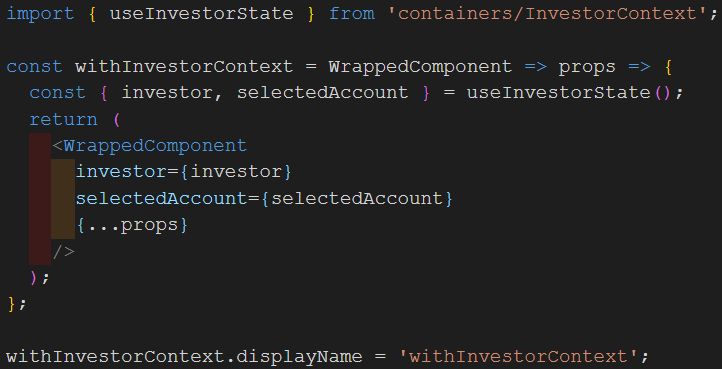 import { useInvestorState } from 'containers/InvestorContext';
const withInvestorContext = WrappedComponent => props => {
const { investor, selectedAccount } = useInvestorState();
return (
<WrappedComponent
investor={investor}
selectedAccount={selectedAccount}
{...props}
/>
);
};
withInvestorContext.displayName = 'withInvestorContext';